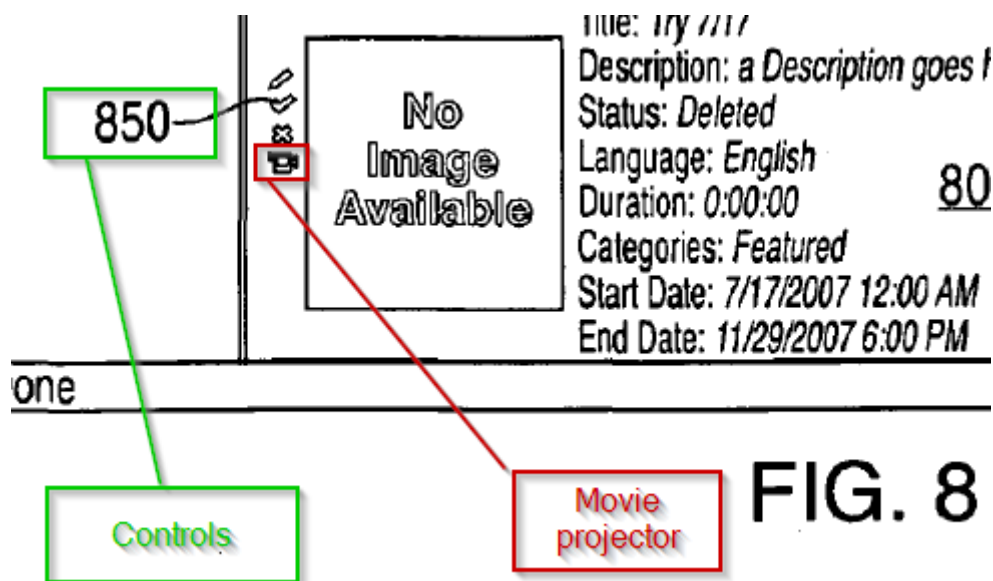 Title: Try 7/17
Description: a Description goes
Status: Deleted
Language: English
Duration: 0:00:00
Categories: Featured
Start Date: 7/17/2007 12:00 AM
End Date: 11/29/2007 6:00 PM
850
No
Image
Available
80
one
Controls
Movie
projector
FIG. 8